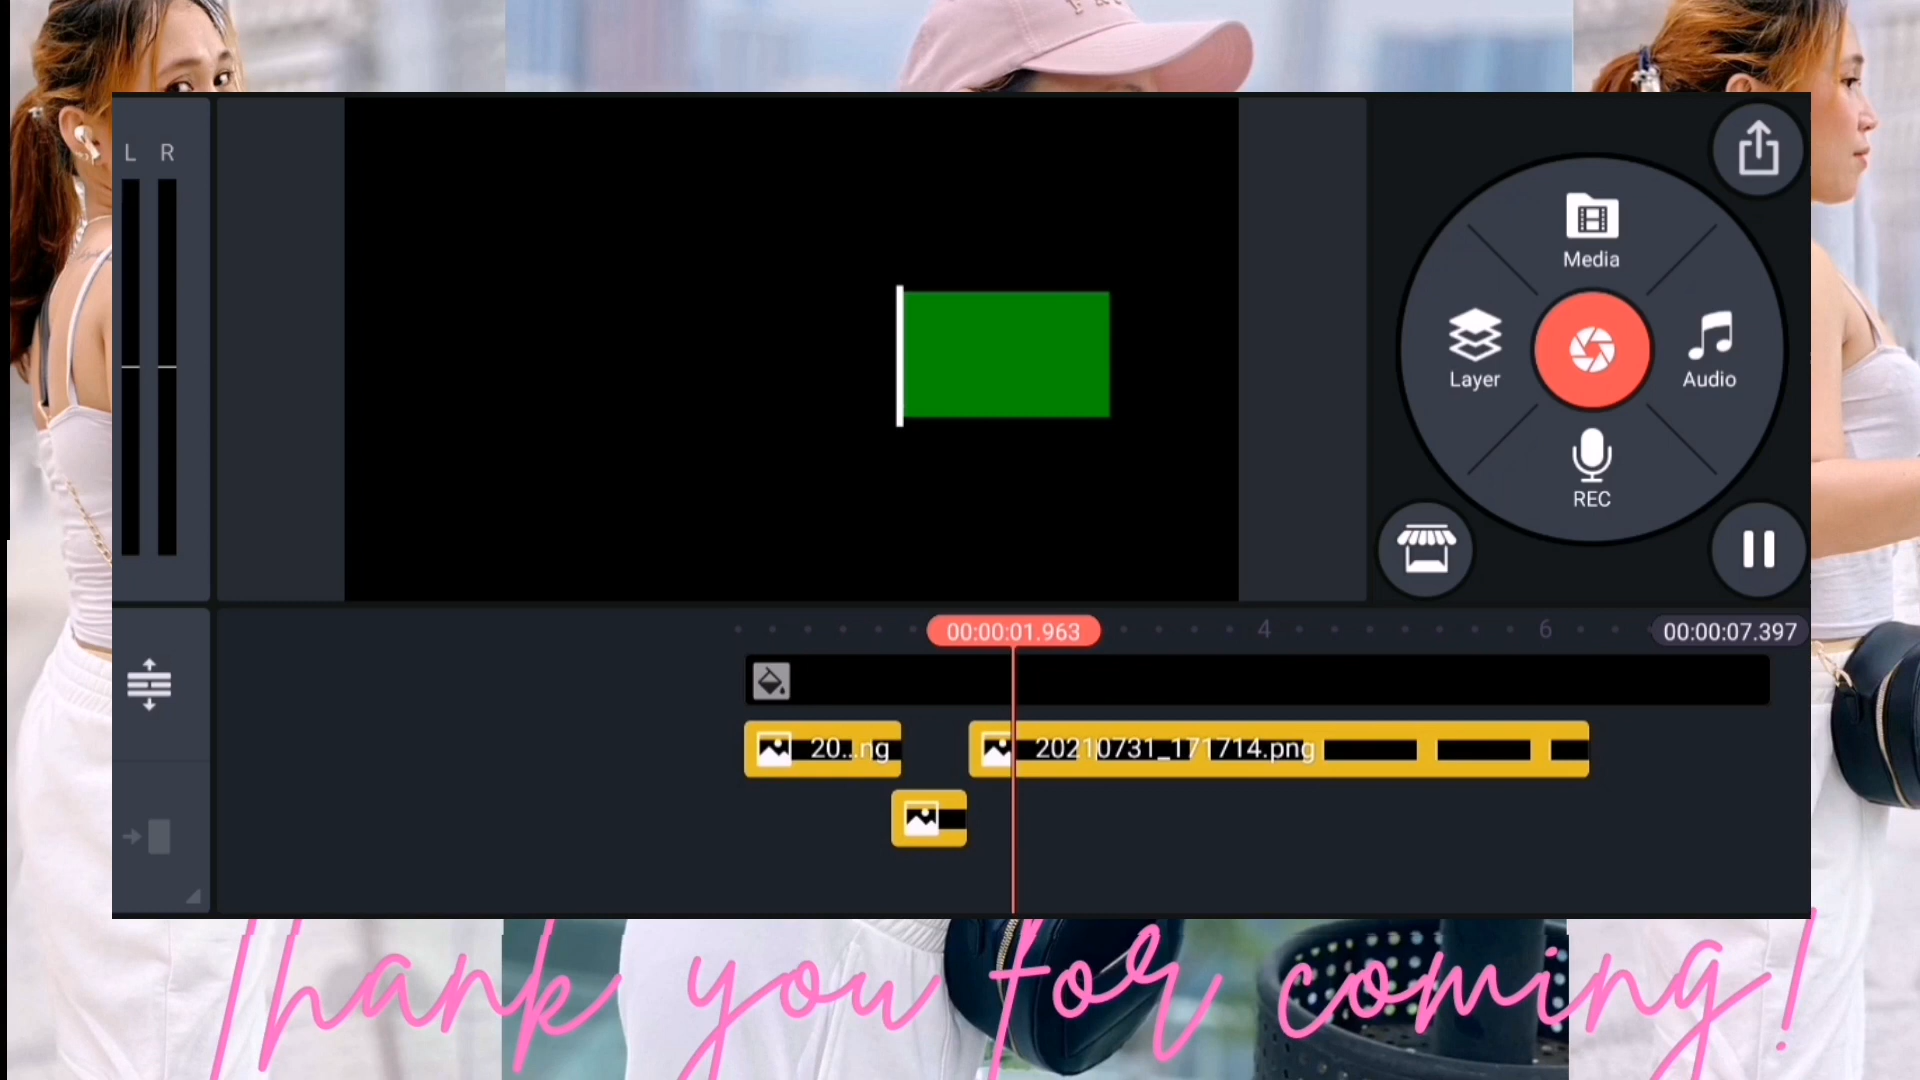 L R
Media
Layer
Audio
REC
00:00:01.963
4
6
00:00:07.397
20...ng
20210731_171714.png
Thank you for coming!